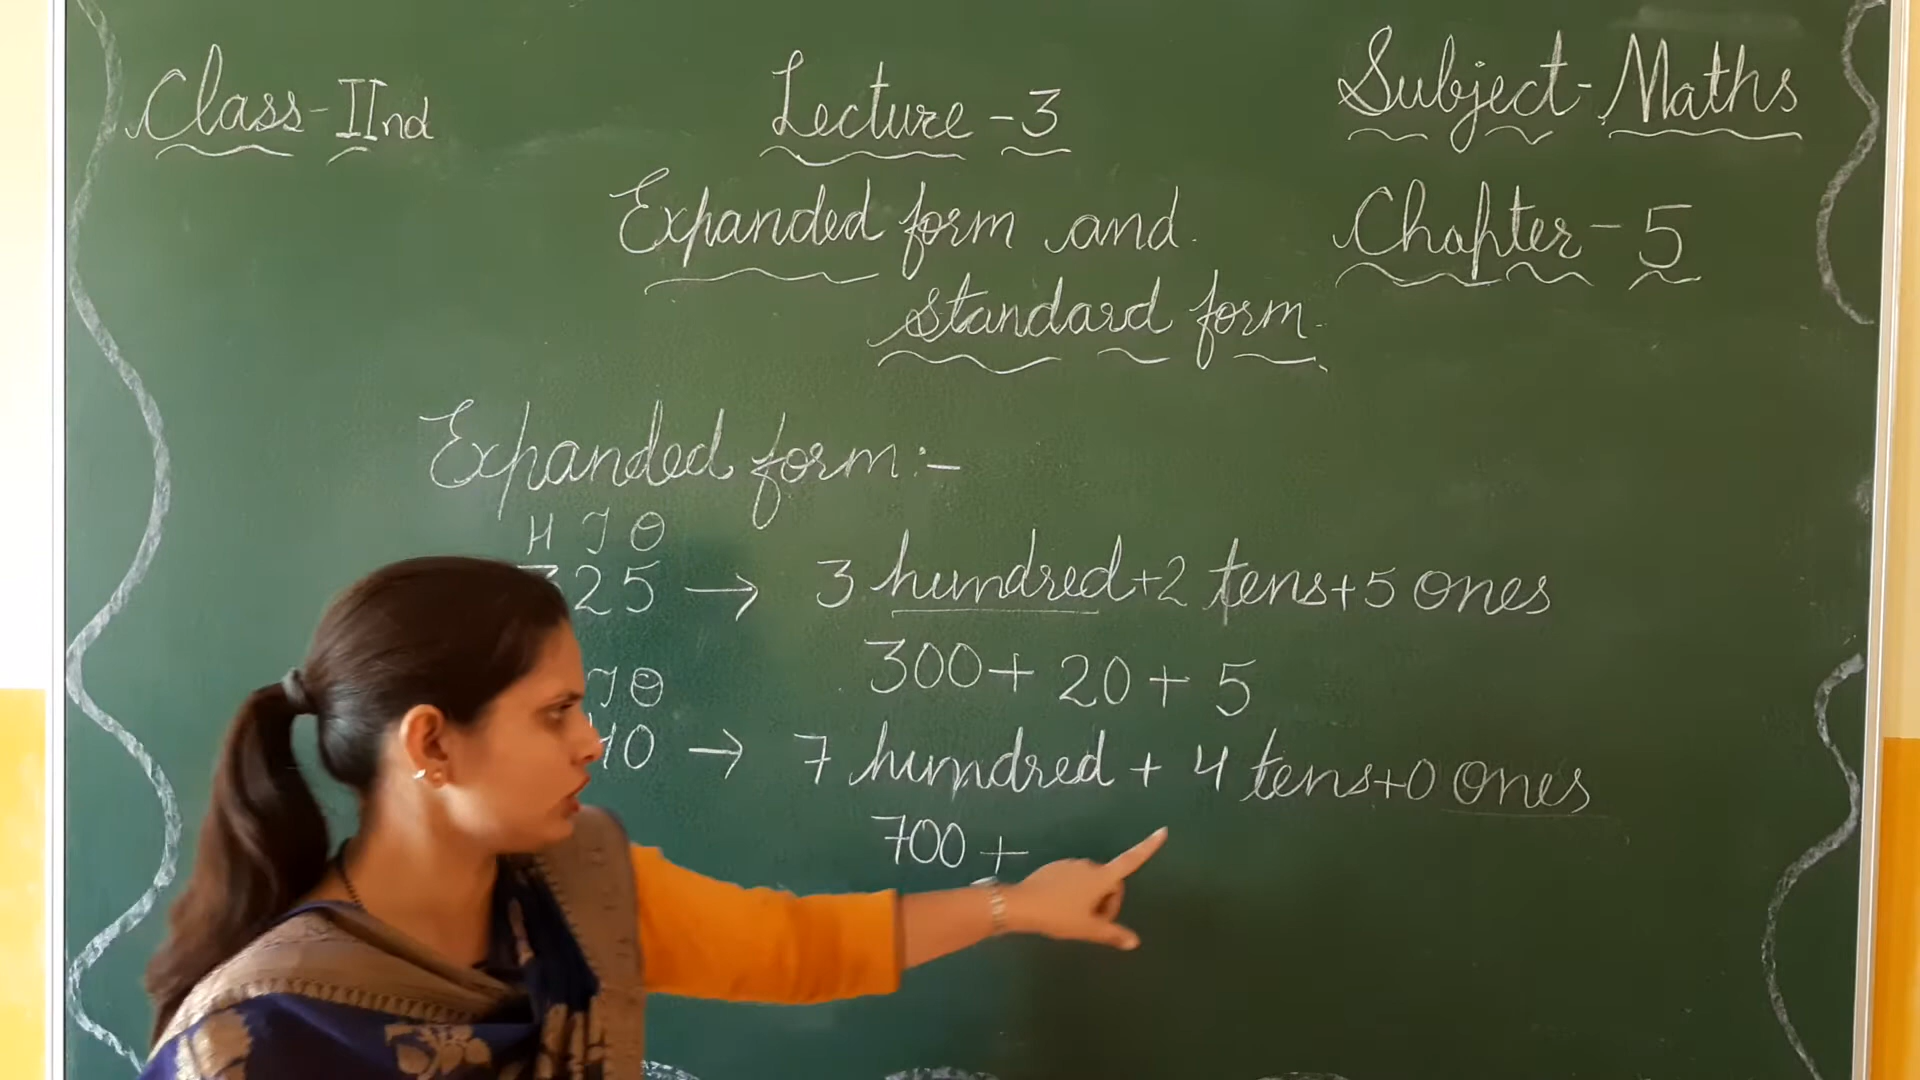 Class-IInd
Lecture-3
Subject-Maths
Expanded form and
Chapter-5
standard form.
Expanded form:-
H T O
25 → 3 hundred+2 tens+5 ones
300+ 20 + 5
T O
40 → 7 hundred + 4 tens+0 ones
700 +